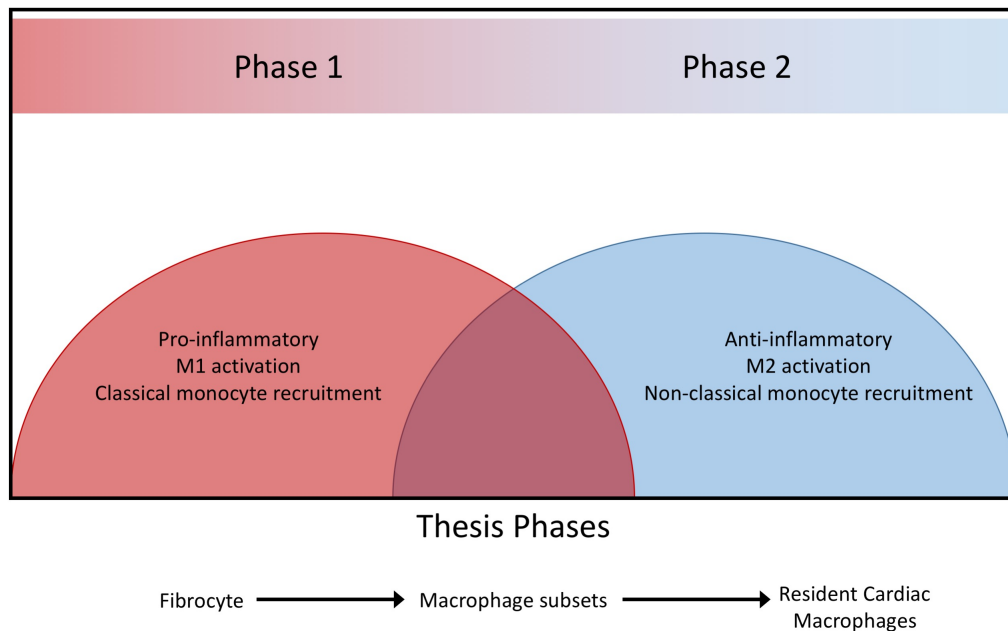 Phase 1
Phase 2
Pro-inflammatory
M1 activation
Classical monocyte recruitment
Anti-inflammatory
M2 activation
Non-classical monocyte recruitment
Thesis Phases
Fibrocyte
Macrophage subsets
Resident Cardiac
Macrophages